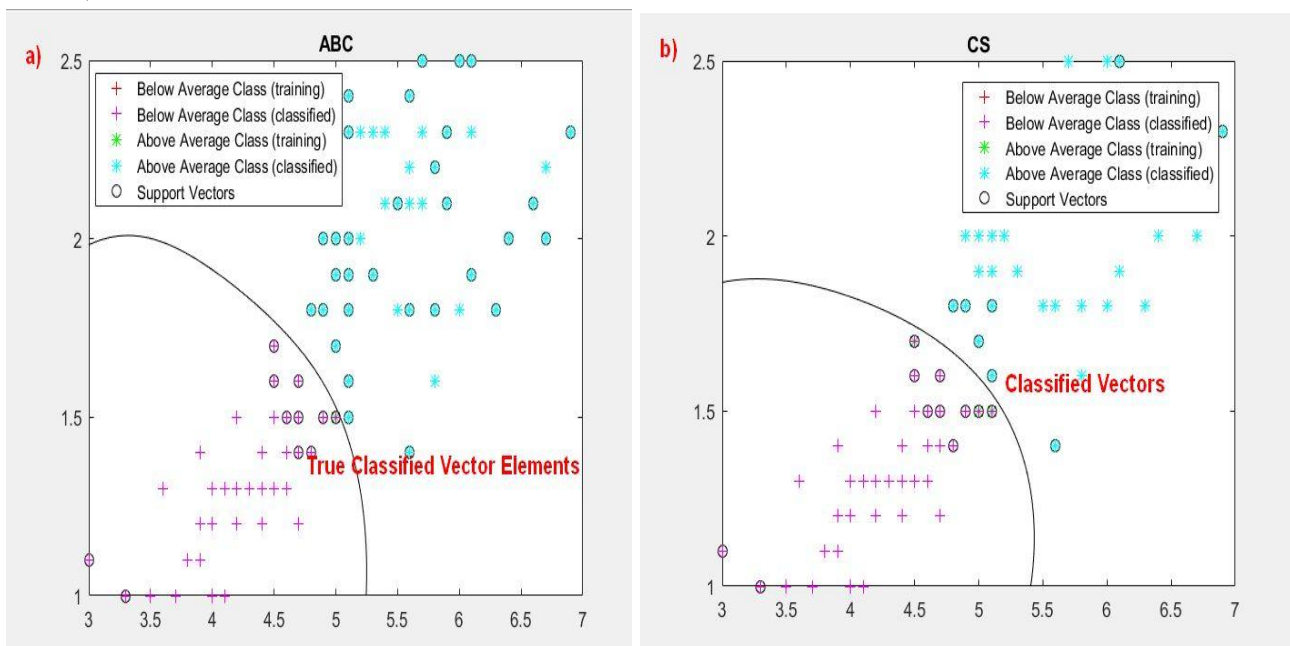 a)
ABC
2.5
2
1.5
1
Below Average Class (training)
Below Average Class (classified)
Above Average Class (training)
Above Average Class (classified)
Support Vectors
True Classified Vector Elements
3 3.5 4 4.5 5 5.5 6 6.5 7
b)
CS
2.5
2
1.5
1
Below Average Class (training)
Below Average Class (classified)
Above Average Class (training)
Above Average Class (classified)
Support Vectors
Classified Vectors
3 3.5 4 4.5 5 5.5 6 6.5 7